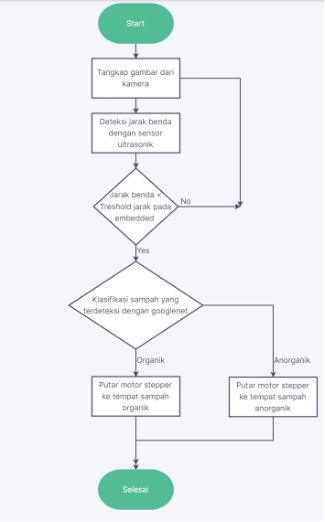 Start
Tangkap gambar dari
kamera
Deteksi jarak benda
dengan sensor
ultrasonik
Jarak benda <
Treshold jarak pada
embedded
No
Yes
Klasifikasi sampah yang
terdeteksi dengan googlenet
Organik
Anorganik
Putar motor stepper
ke tempat sampah
organik
Putar motor stepper
ke tempat sampah
anorganik
Selesai